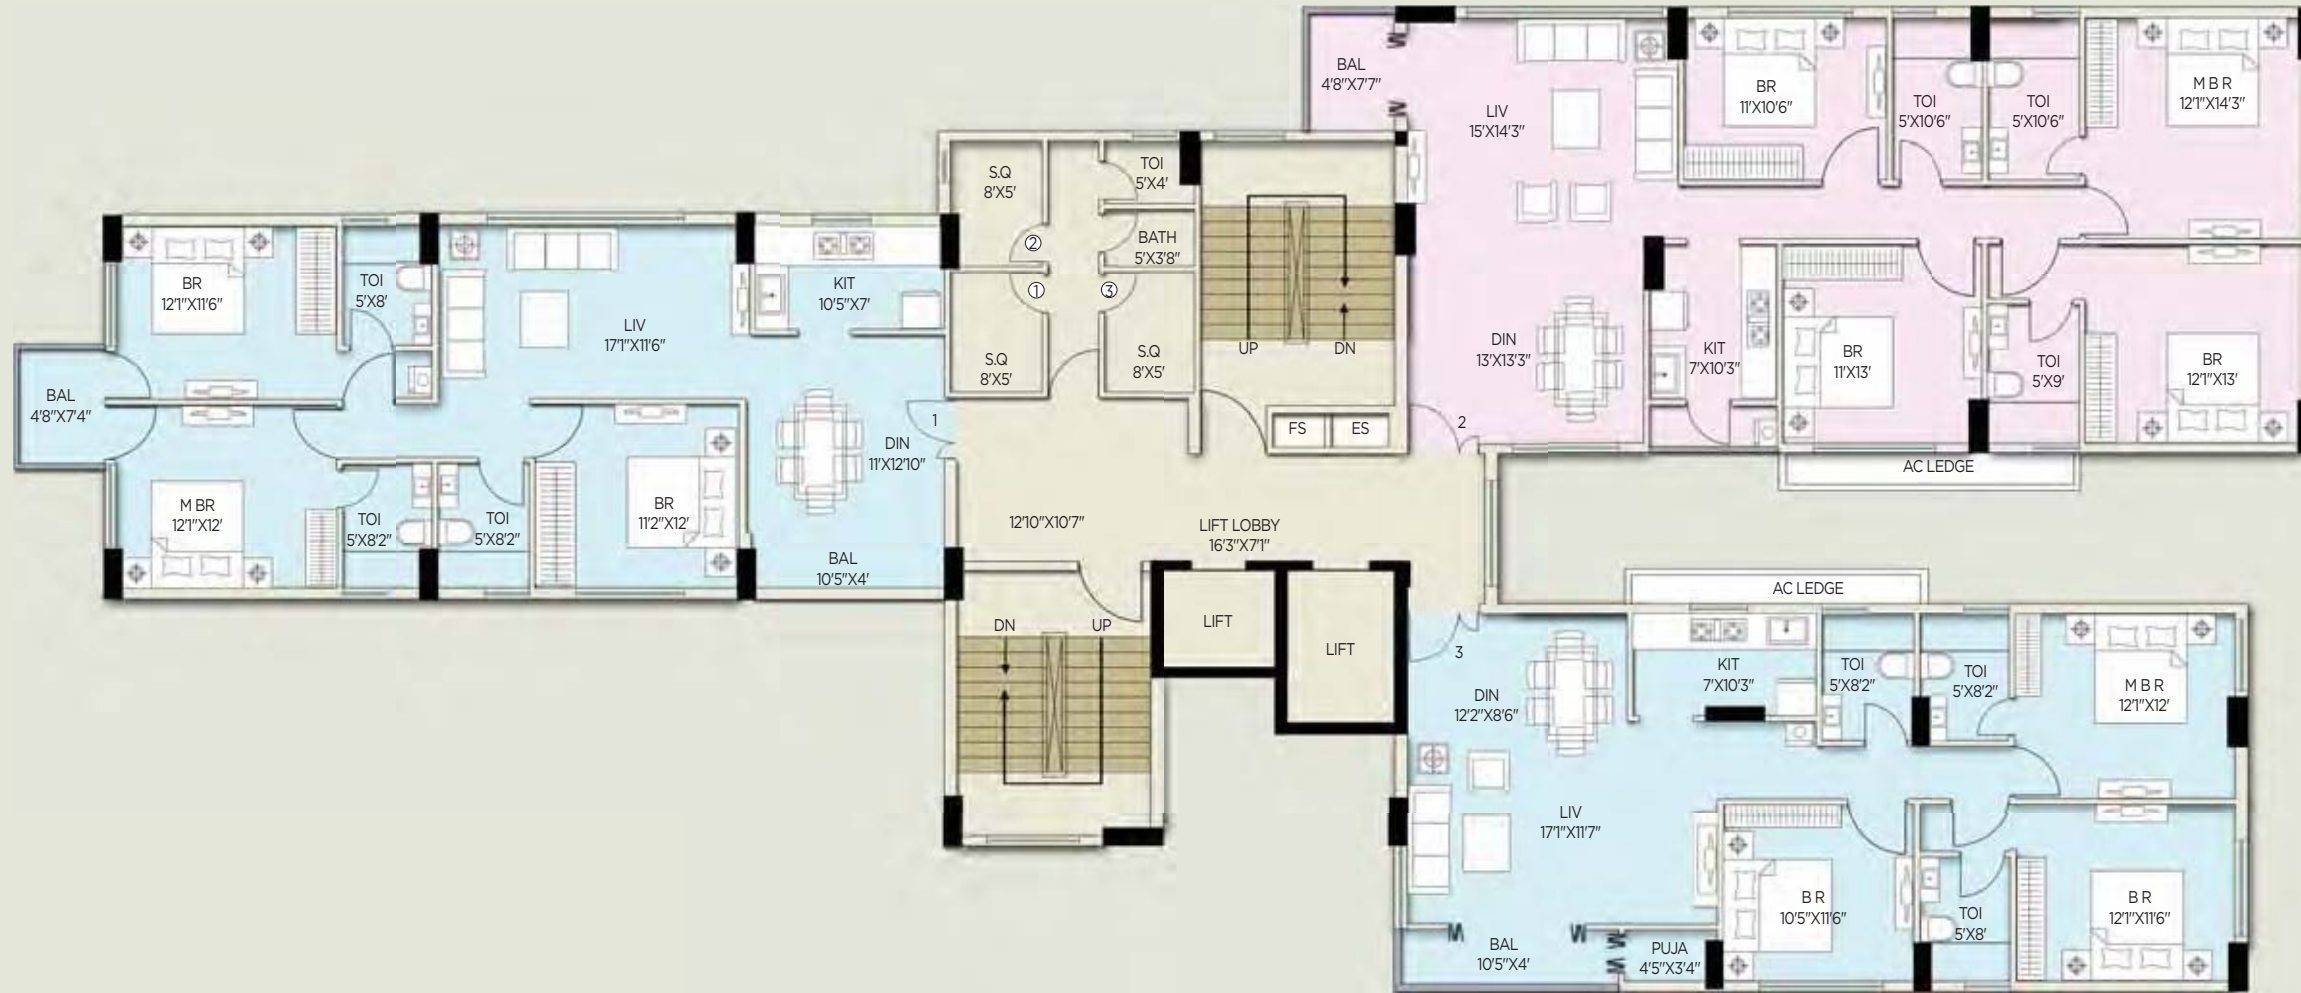 BAL
4'8"X7'7"
LIV
15'X14'3"
BR
11'X10'6"
TOI
5'X10'6"
TOI
5'X10'6"
M B R
12'1"X14'3"
S.Q
8'X5'
TOI
5'X4'
BATH
5'X3'8"
②
①
③
S.Q
8'X5'
S.Q
8'X5'
UP
DN
FS
ES
DIN
13'X13'3"
2
KIT
7'X10'3"
BR
11'X13'
TOI
5'X9'
BR
12'1"X13'
AC LEDGE
BR
12'1"X11'6"
TOI
5'X8'
LIV
17'1"X11'6"
KIT
10'5"X7'
BAL
4'8"X7'4"
1
DIN
11'X12'10"
M BR
12'1"X12'
TOI
5'X8'2"
TOI
5'X8'2"
BR
11'2"X12'
BAL
10'5"X4'
12'10"X10'7"
LIFT LOBBY
16'3"X7'1"
DN
UP
LIFT
LIFT
AC LEDGE
3
DIN
12'2"X8'6"
KIT
7'X10'3"
TOI
5'X8'2"
TOI
5'X8'2"
M B R
12'1"X12'
LIV
17'1"X11'7"
B R
10'5"X11'6"
TOI
5'X8'
B R
12'1"X11'6"
BAL
10'5"X4'
PUJA
4'5"X3'4"